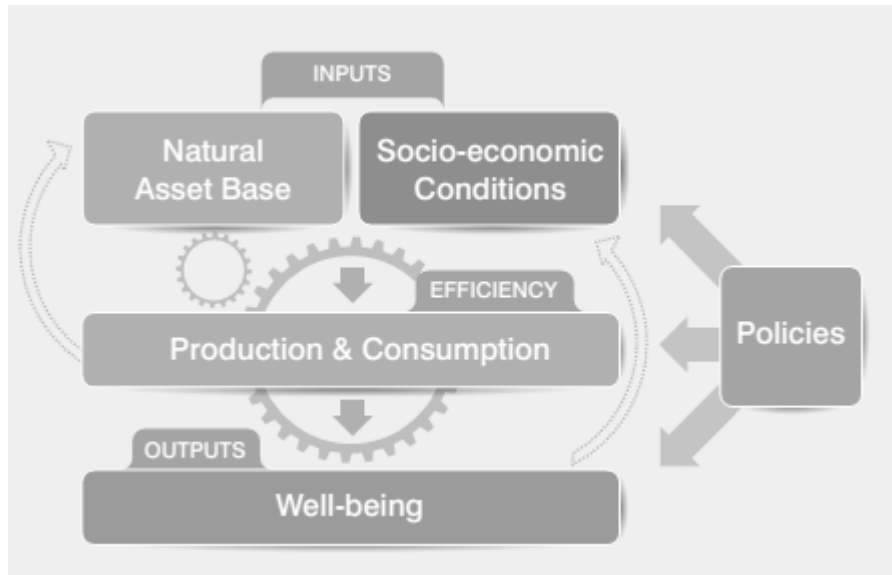 INPUTS
Natural
Asset Base
Socio-economic
Conditions
EFFICIENCY
Production & Consumption
Policies
OUTPUTS
Well-being